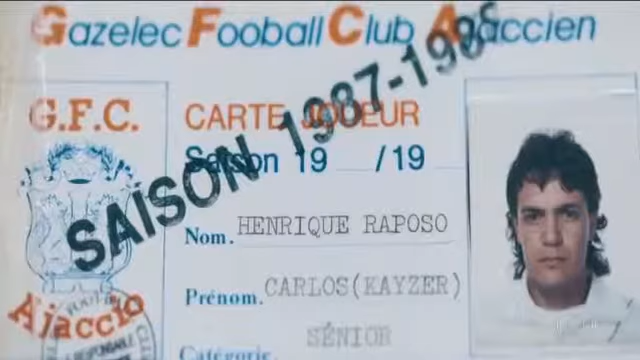 Gazelec Fooball Club Ajaccien
G.F.C.
CARTE JOUEUR
Saison 19 /19
SAISON 1987-1988
Nom. HENRIQUE RAPOSO
Prénom. CARLOS(KAYZER)
Ajaccio
Catégorie. SÉNIOR